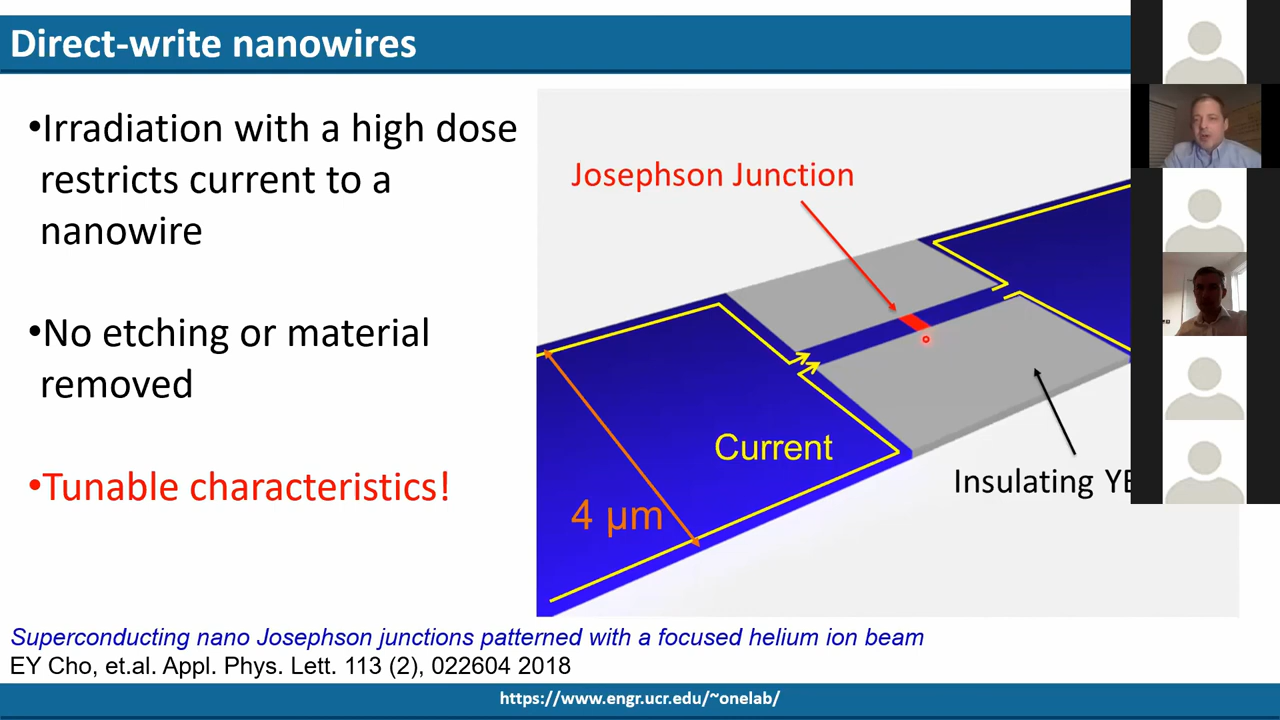 Direct-write nanowires
•Irradiation with a high dose
restricts current to a
nanowire
•No etching or material
removed
•Tunable characteristics!
Josephson Junction
Current
4 μm
Insulating
Superconducting nano Josephson junctions patterned with a focused helium ion beam
EY Cho, et.al. Appl. Phys. Lett. 113 (2), 022604 2018
https://www.engr.ucr.edu/~onelab/